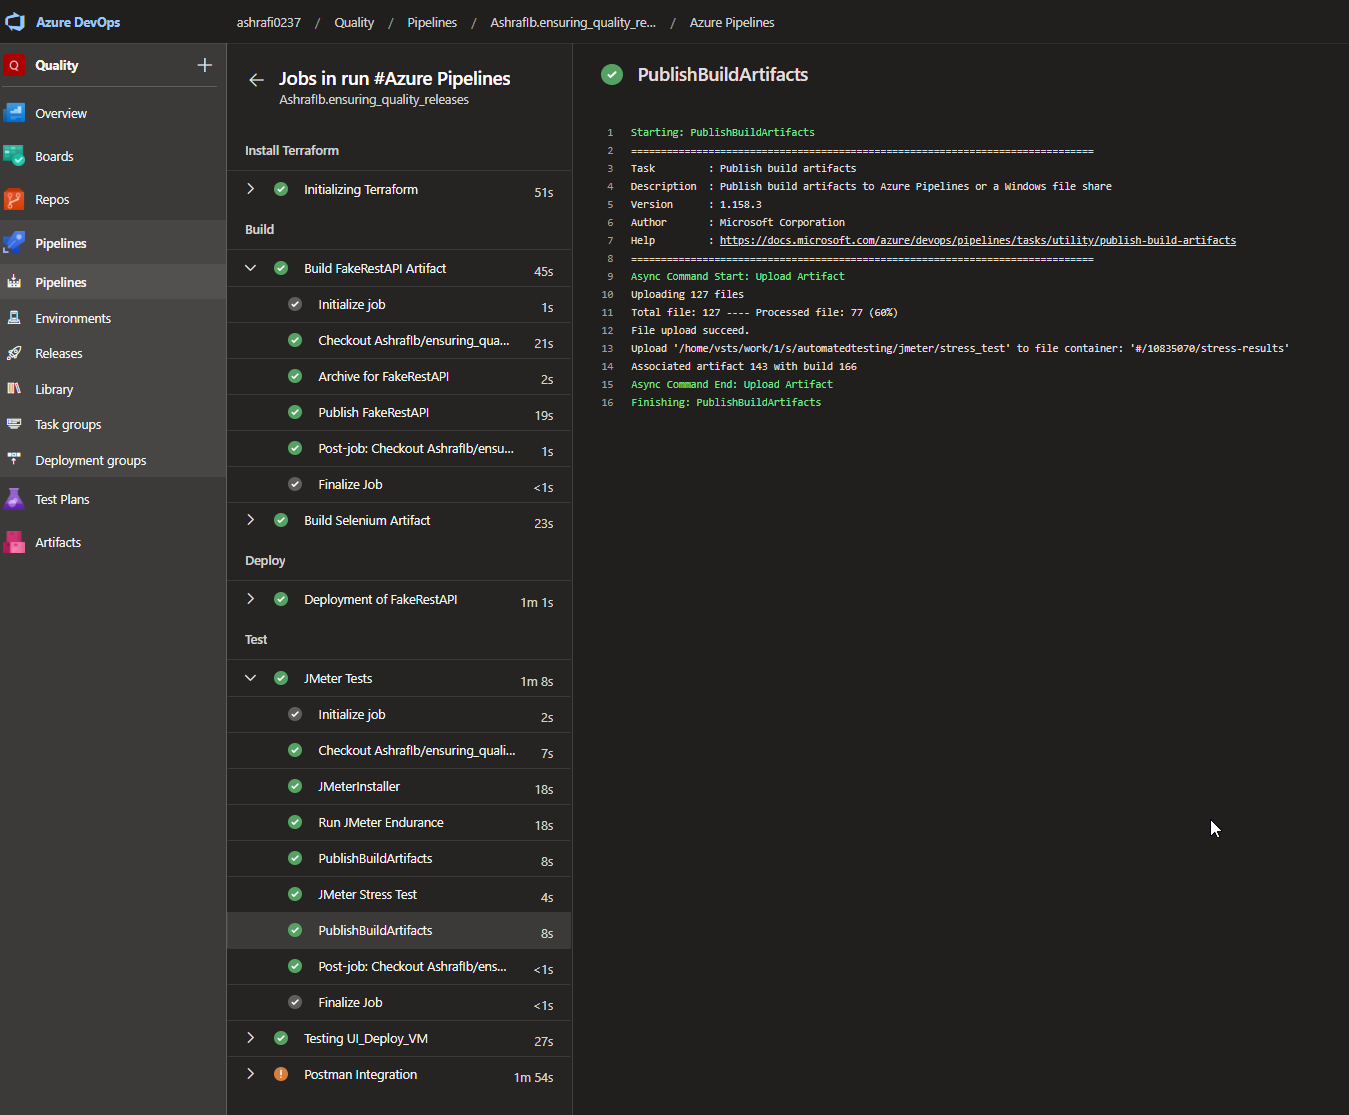 Azure DevOps
ashrafi0237 / Quality / Pipelines / AshrafIb.ensuring_quality_re... / Azure Pipelines
Q Quality
Overview
Boards
Repos
Pipelines
Pipelines
Environments
Releases
Library
Task groups
Deployment groups
Test Plans
Artifacts
Jobs in run #Azure Pipelines
AshrafIb.ensuring_quality_releases
Install Terraform
Initializing Terraform 51s
Build
Build FakeRestAPI Artifact 45s
Initialize job 1s
Checkout AshrafIb/ensuring_qua... 21s
Archive for FakeRestAPI 2s
Publish FakeRestAPI 19s
Post-job: Checkout AshrafIb/ensu... 1s
Finalize Job <1s
Build Selenium Artifact 23s
Deploy
Deployment of FakeRestAPI 1m 1s
Test
JMeter Tests 1m 8s
Initialize job 2s
Checkout AshrafIb/ensuring_quali... 7s
JMeterInstaller 18s
Run JMeter Endurance 18s
PublishBuildArtifacts 8s
JMeter Stress Test 4s
PublishBuildArtifacts 8s
Post-job: Checkout AshrafIb/ens... <1s
Finalize Job <1s
Testing UI_Deploy_VM 27s
Postman Integration 1m 54s
PublishBuildArtifacts
1 Starting: PublishBuildArtifacts
2 ==============================================================================
3 Task         : Publish build artifacts
4 Description  : Publish build artifacts to Azure Pipelines or a Windows file share
5 Version      : 1.158.3
6 Author       : Microsoft Corporation
7 Help         : https://docs.microsoft.com/azure/devops/pipelines/tasks/utility/publish-build-artifacts
8 ==============================================================================
9 Async Command Start: Upload Artifact
10 Uploading 127 files
11 Total file: 127 ---- Processed file: 77 (60%)
12 File upload succeed.
13 Upload '/home/vsts/work/1/s/automatedtesting/jmeter/stress_test' to file container: '#/10835070/stress-results'
14 Associated artifact 143 with build 166
15 Async Command End: Upload Artifact
16 Finishing: PublishBuildArtifacts